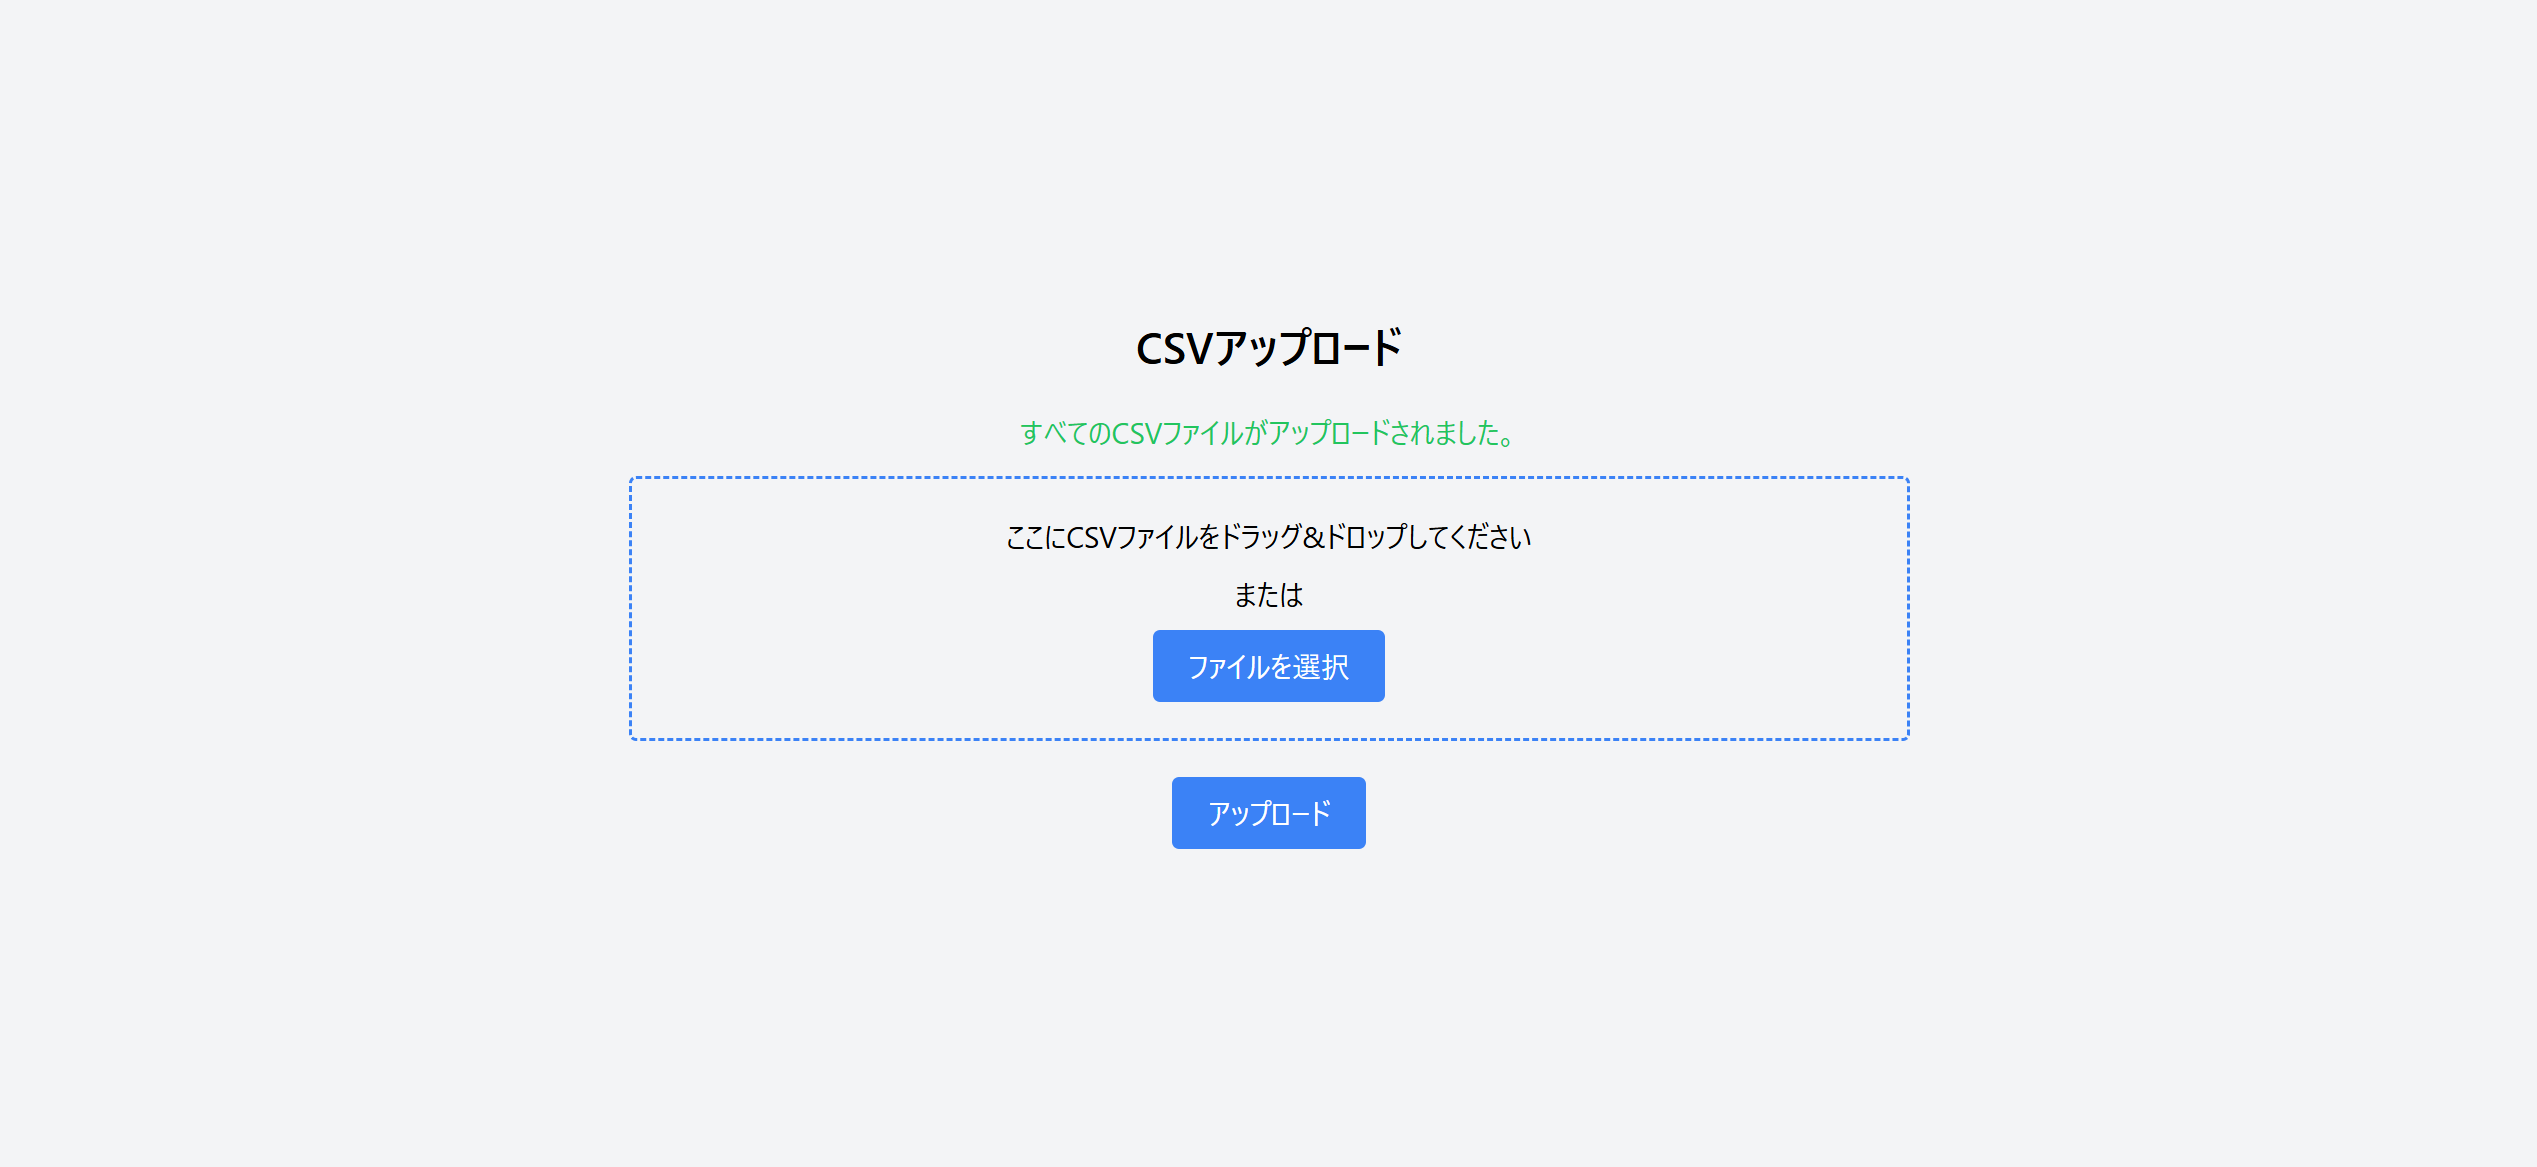 CSVアップロード
すべてのCSVファイルがアップロードされました。
ここにCSVファイルをドラッグ&ドロップしてください
または
ファイルを選択
アップロード